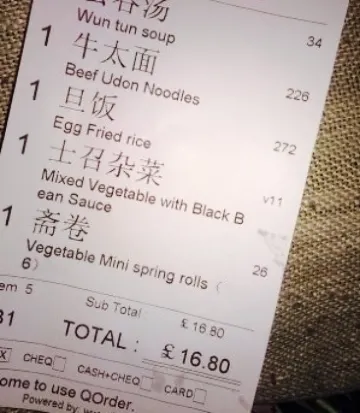 汤
Wun tun soup 34
1 牛太面
Beef Udon Noodles 226
1 旦饭
Egg Fried rice 272
1 士召杂菜
Mixed Vegetable with Black B v11
ean Sauce
1 斋卷
Vegetable Mini spring rolls（ 26
6）
em 5 Sub Total £ 16.80
31 TOTAL : £ 16.80
X CHEQ CASH+CHEQ CARD
ome to use QOrder.
Powered by: